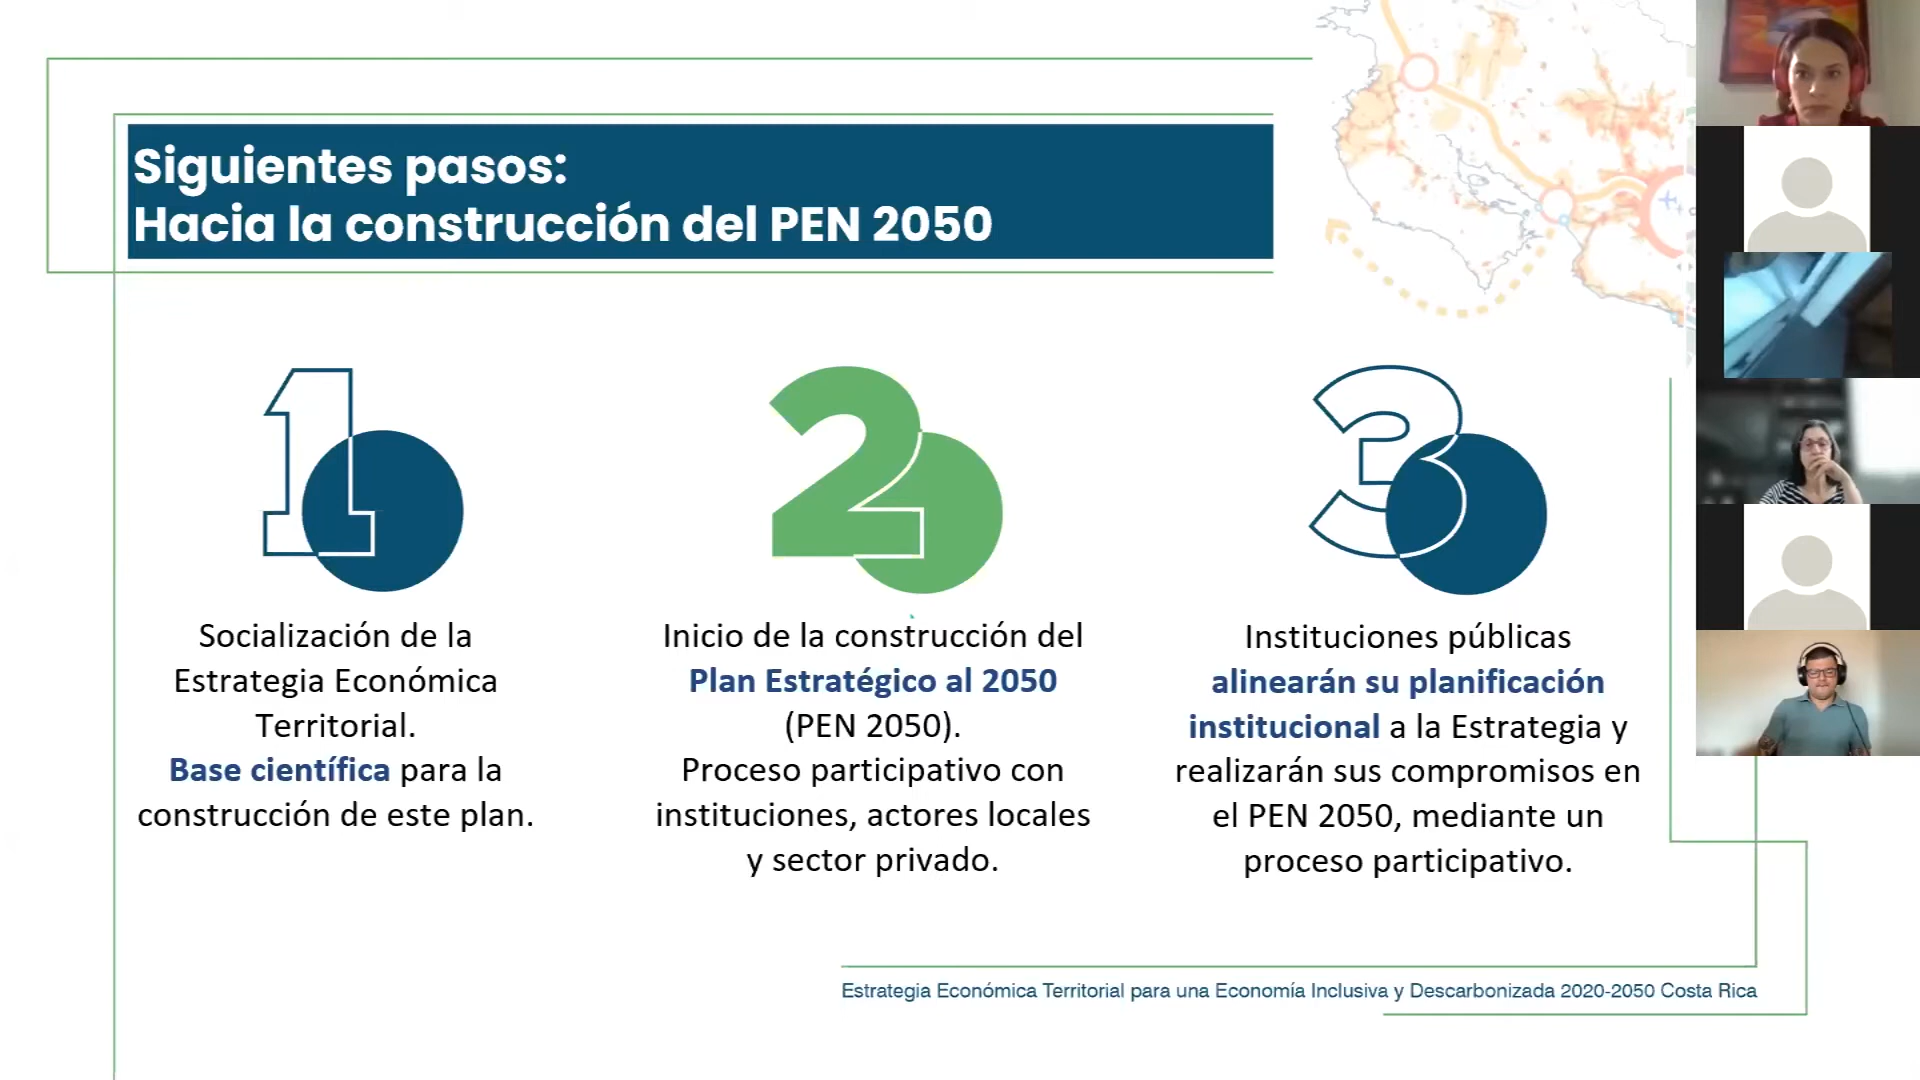 Siguientes pasos:
Hacia la construcción del PEN 2050
1
Socialización de la
Estrategia Económica
Territorial.
Base científica para la
construcción de este plan.
2
Inicio de la construcción del
Plan Estratégico al 2050
(PEN 2050).
Proceso participativo con
instituciones, actores locales
y sector privado.
3
Instituciones públicas
alinearán su planificación
institucional a la Estrategia y
realizarán sus compromisos en
el PEN 2050, mediante un
proceso participativo.
Estrategia Económica Territorial para una Economía Inclusiva y Descarbonizada 2020-2050 Costa Rica